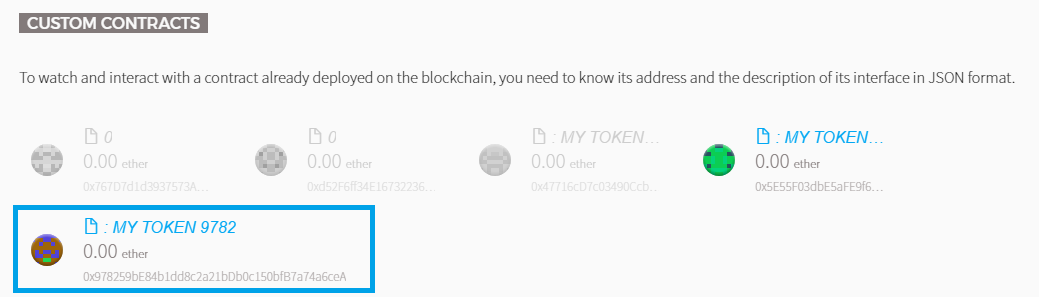 CUSTOM CONTRACTS
To watch and interact with a contract already deployed on the blockchain, you need to know its address and the description of its interface in JSON format.
0
0.00 ether
0x767D7d1d3937573A…
0
0.00 ether
0xd52F6ff34E16732236…
: MY TOKEN…
0.00 ether
0x47716cD7c03490Ccb…
: MY TOKEN…
0.00 ether
0x5E55F03dbE5aFE9f6…
: MY TOKEN 9782
0.00 ether
0x978259bE84b1dd8c2a21bDb0c150bfB7a74a6ceA